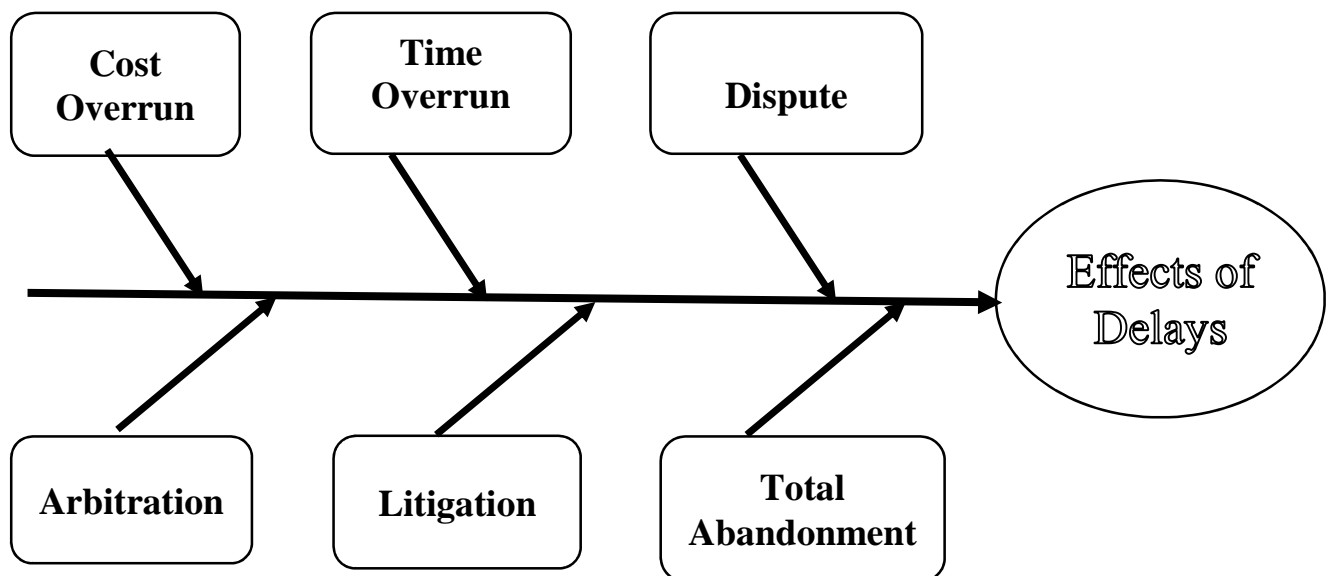 Cost
Overrun
Time
Overrun
Dispute
Effects of
Delays
Arbitration
Litigation
Total
Abandonment